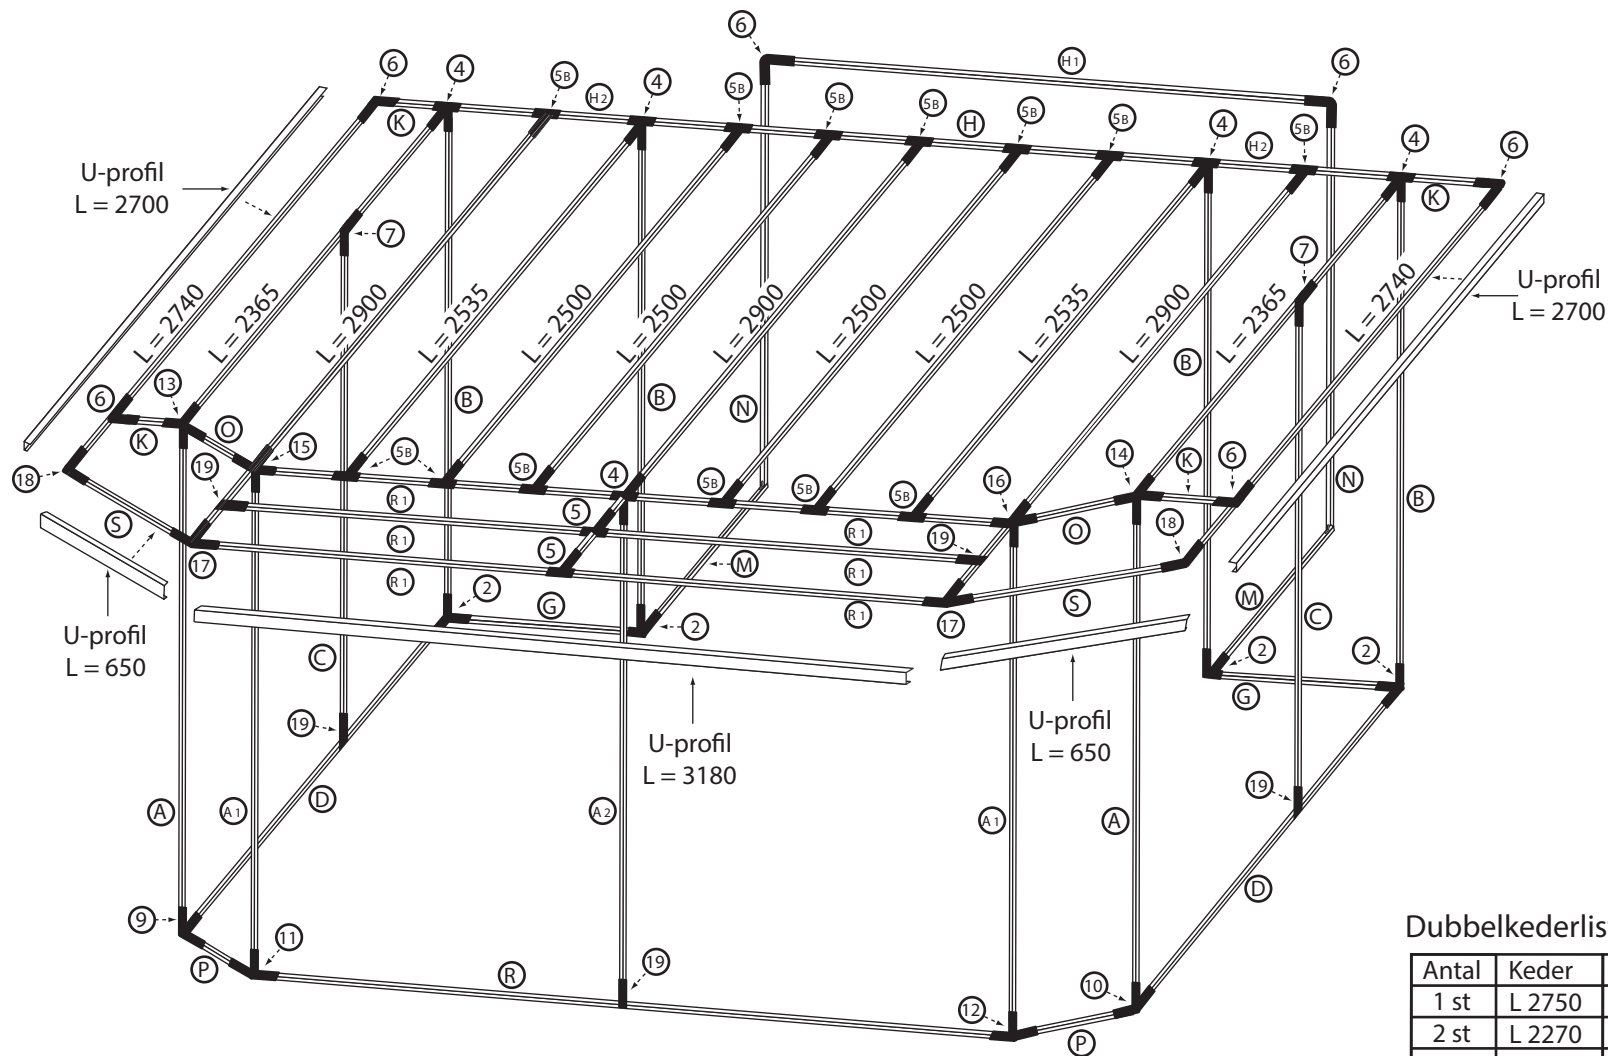 6
6
4
5B
H2
4
5B
5B
5B
H
5B
5B
4
H2
5B
4
6
K
K
H1
6
U-profil
L = 2700
7
7
U-profil
L = 2700
L = 2740
L = 2365
L = 2900
L = 2535
L = 2500
L = 2500
L = 2900
L = 2500
L = 2500
L = 2535
L = 2900
L = 2365
L = 2740
B
B
N
B
N
B
6
13
K
O
15
19
5B
5B
4
5B
5B
5B
16
14
K
6
18
S
17
R1
R1
R1
5
5
R1
R1
R1
19
O
18
17
S
M
M
2
G
2
2
G
2
C
C
U-profil
L = 650
U-profil
L = 3180
U-profil
L = 650
19
19
A
A1
D
A2
A1
A
D
9
P
11
R
19
12
10
P
Dubbelkederlis
Antal Keder
1 st L 2750
2 st L 2270